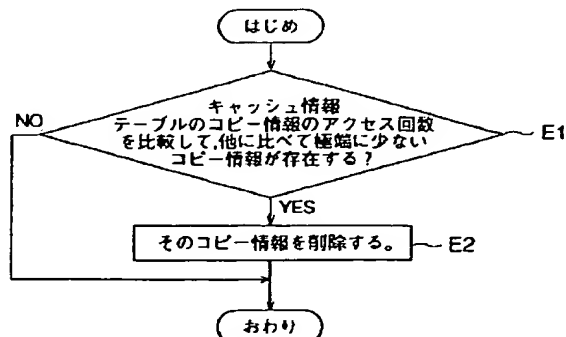 はじめ
キャッシュ情報
テーブルのコピー情報のアクセス回数
を比較して,他に比べて極端に少ない
コピー情報が存在する?
NO
E1
YES
そのコピー情報を削除する。
E2
おわり